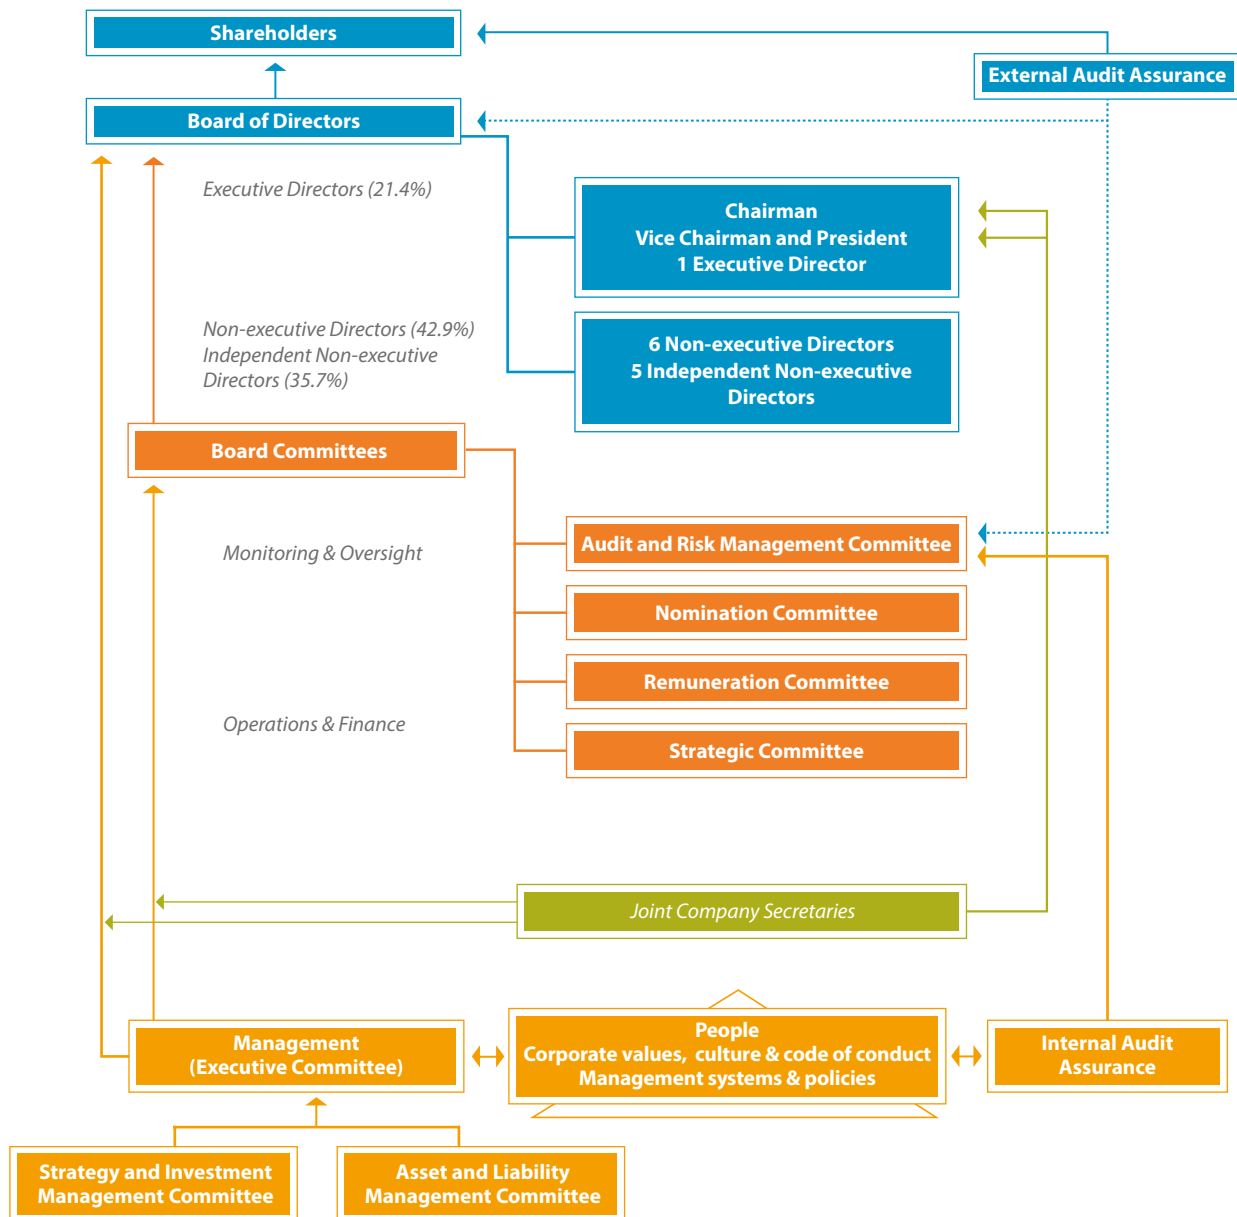 Shareholders
External Audit Assurance
Board of Directors
Executive Directors (21.4%)
Chairman
Vice Chairman and President
1 Executive Director
Non-executive Directors (42.9%)
Independent Non-executive
Directors (35.7%)
6 Non-executive Directors
5 Independent Non-executive
Directors
Board Committees
Monitoring & Oversight
Audit and Risk Management Committee
Nomination Committee
Remuneration Committee
Operations & Finance
Strategic Committee
Joint Company Secretaries
Management
(Executive Committee)
People
Corporate values, culture & code of conduct
Management systems & policies
Internal Audit
Assurance
Strategy and Investment
Management Committee
Asset and Liability
Management Committee